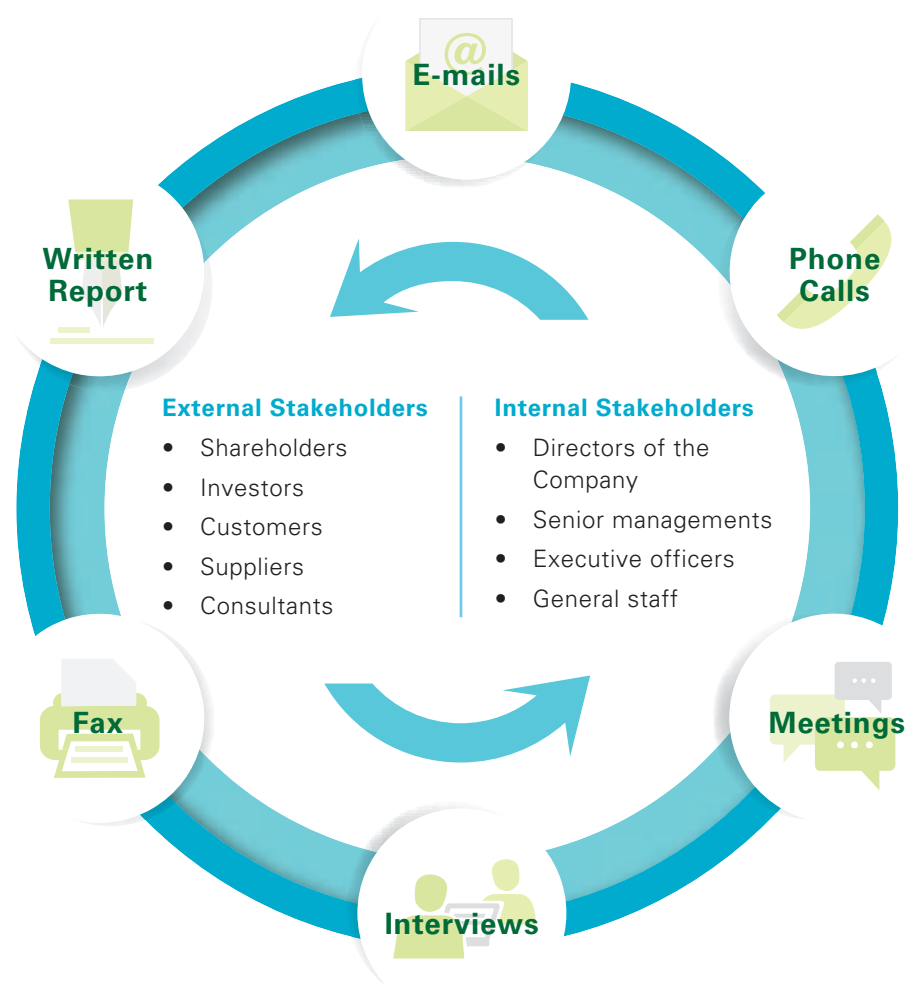 @
E-mails
Written
Report
Phone
Calls
External Stakeholders
• Shareholders
• Investors
• Customers
• Suppliers
• Consultants
Internal Stakeholders
• Directors of the
Company
• Senior managements
• Executive officers
• General staff
Fax
Meetings
Interviews